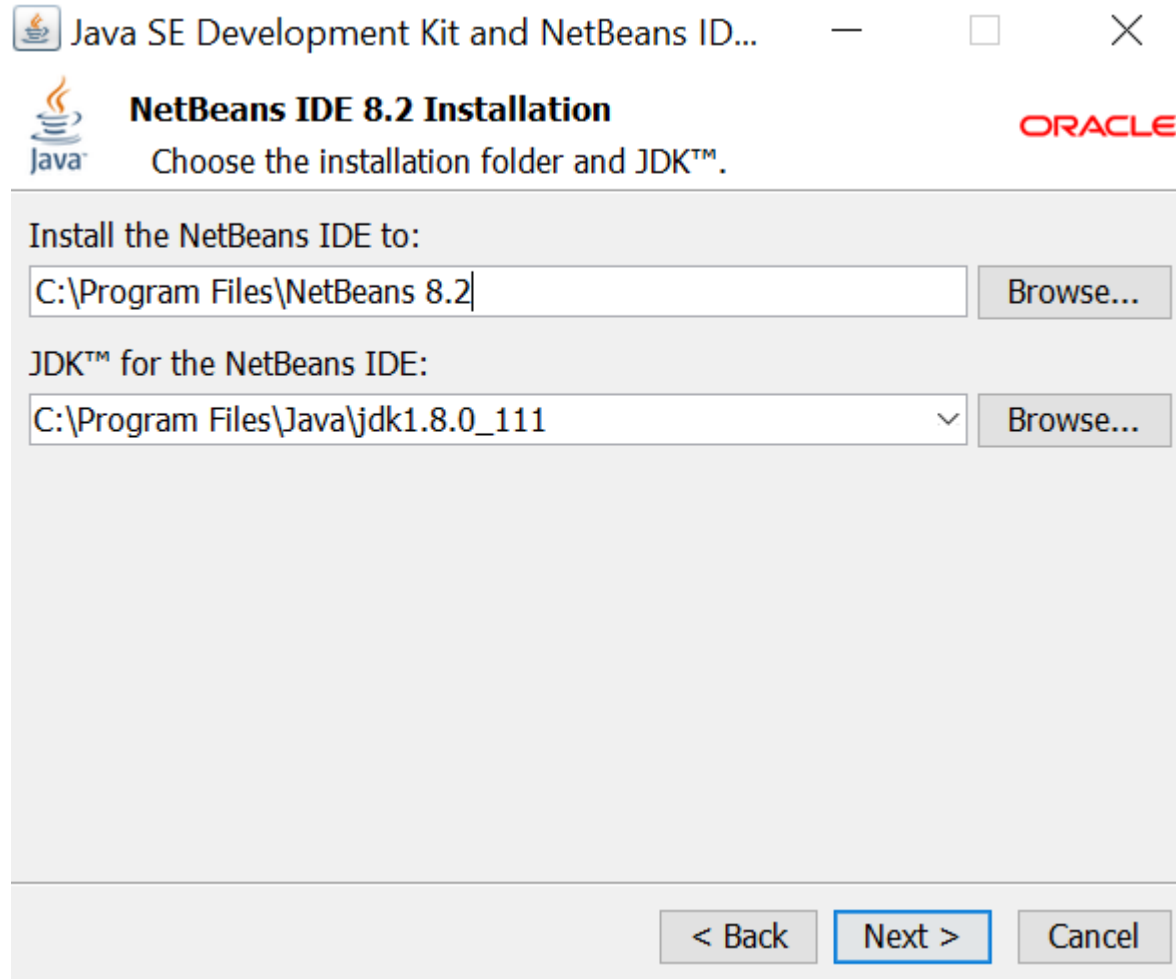 Java SE Development Kit and NetBeans ID...
NetBeans IDE 8.2 Installation
ORACLE
Java™
Choose the installation folder and JDK™.
Install the NetBeans IDE to:
C:\Program Files\NetBeans 8.2
Browse...
JDK™ for the NetBeans IDE:
C:\Program Files\Java\jdk1.8.0_111
Browse...
< Back
Next >
Cancel